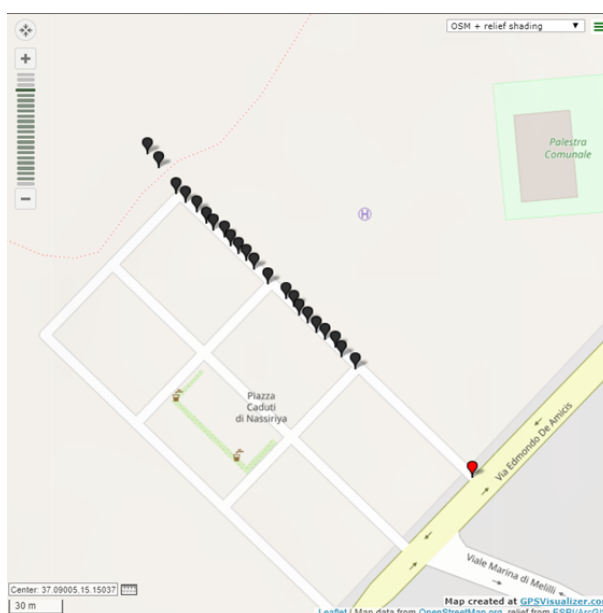 OSM + relief shading
H
Palestra
Comunale
Piazza
Caduti
di Nassiriya
Via Edmondo De Amicis
Viale Marina di Melilli
Center: 37.09005,15.15037
Map created at GPSVisualizer.com
30 m
Leaflet | Map data from OpenStreetMap.org, relief from ESRI/ArcGIS